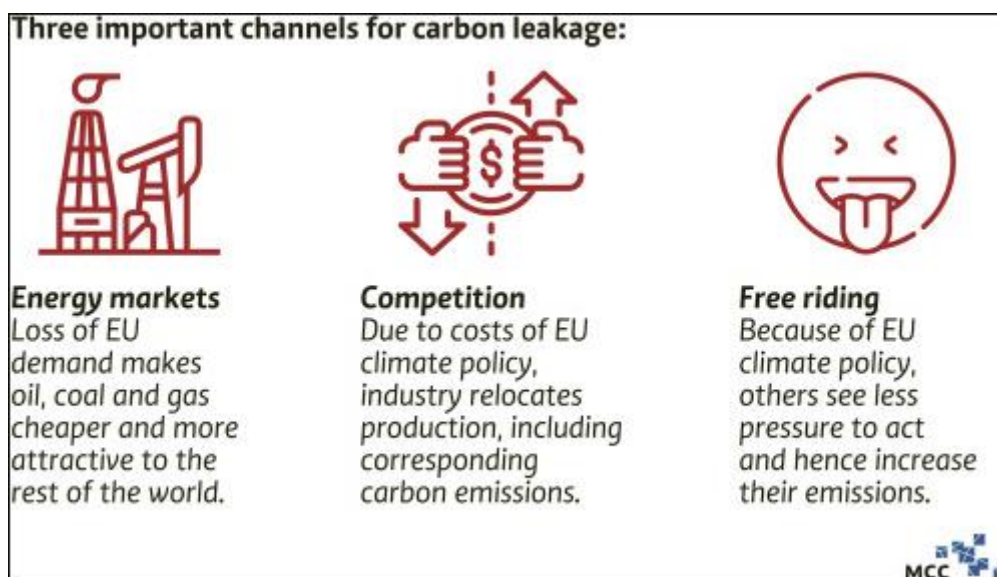 Three important channels for carbon leakage:
$
Energy markets
Loss of EU
demand makes
oil, coal and gas
cheaper and more
attractive to the
rest of the world.
Competition
Due to costs of EU
climate policy,
industry relocates
production, including
corresponding
carbon emissions.
Free riding
Because of EU
climate policy,
others see less
pressure to act
and hence increase
their emissions.
MCC